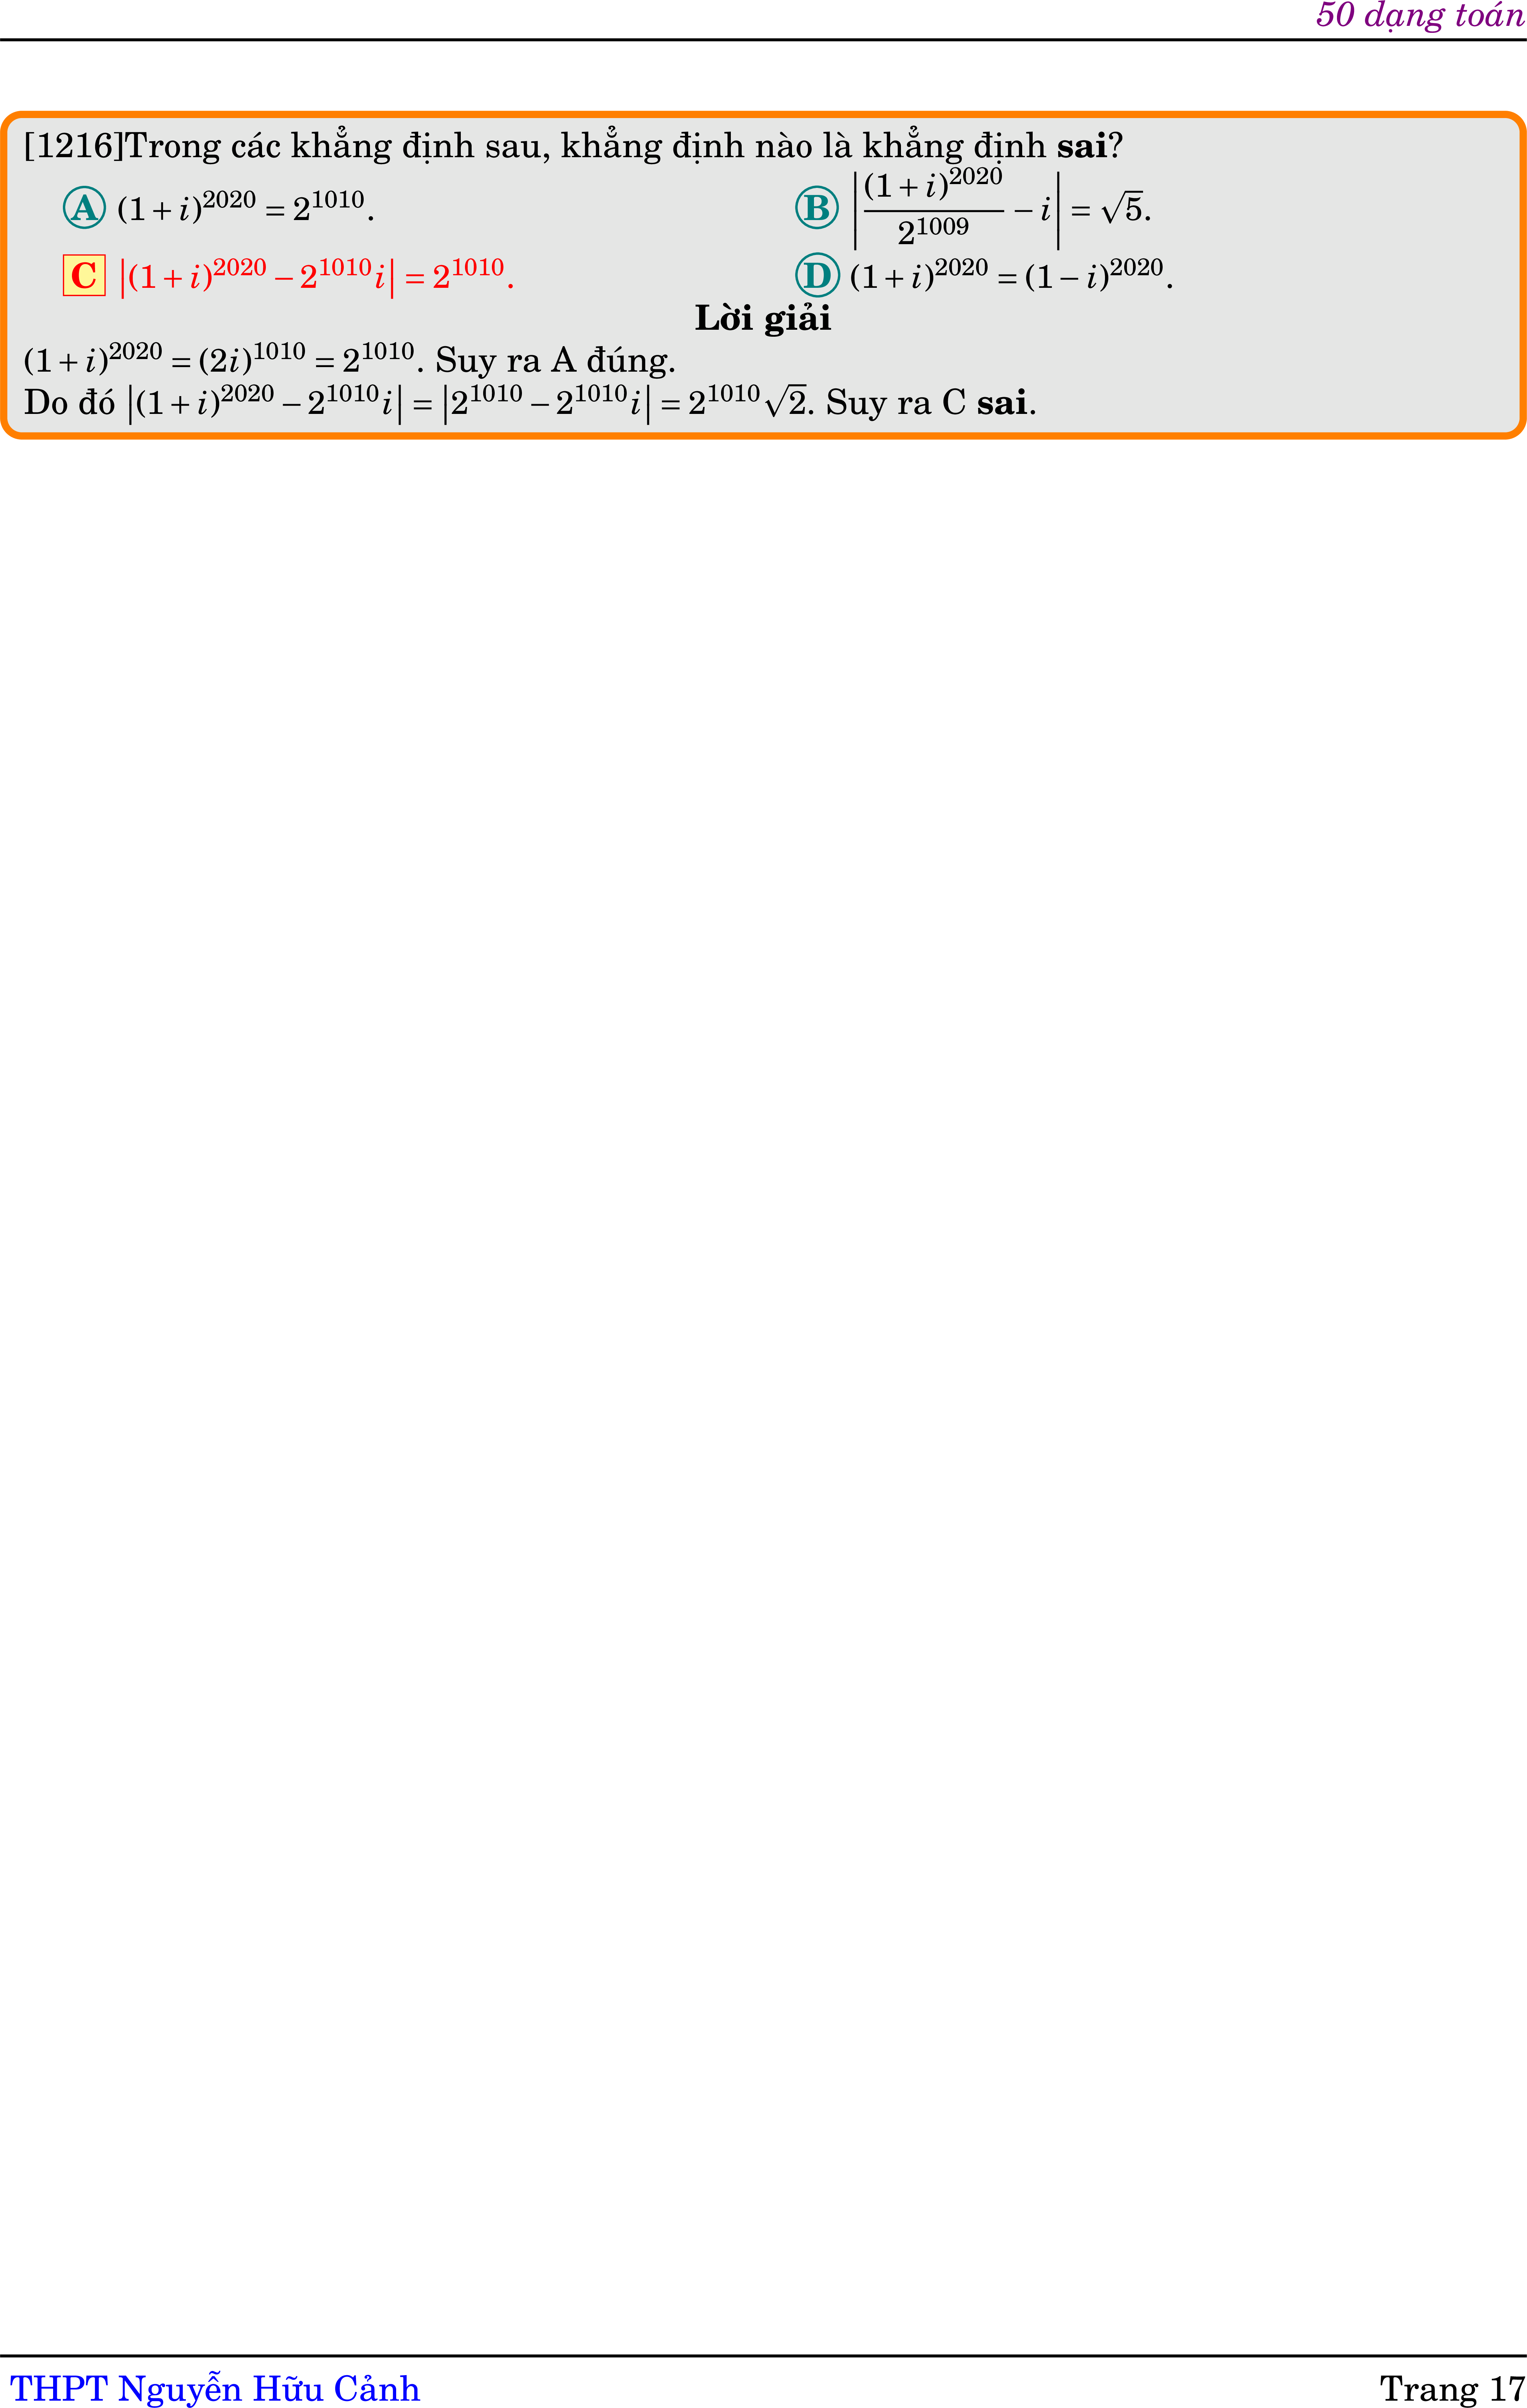 50 dạng toán
[1216]Trong các khẳng định sau, khẳng định nào là khẳng định sai?
A $(1+i)^{2020} = 2^{1010}$.
B $\left|\frac{(1+i)^{2020}}{2^{1009}} - i\right| = \sqrt{5}$.
C $\left|(1+i)^{2020} - 2^{1010}i\right| = 2^{1010}$.
D $(1+i)^{2020} = (1-i)^{2020}$.
Lời giải
$(1+i)^{2020} = (2i)^{1010} = 2^{1010}$. Suy ra A đúng.
Do đó $\left|(1+i)^{2020} - 2^{1010}i\right| = \left|2^{1010} - 2^{1010}i\right| = 2^{1010}\sqrt{2}$. Suy ra C sai.
THPT Nguyễn Hữu Cảnh
Trang 17